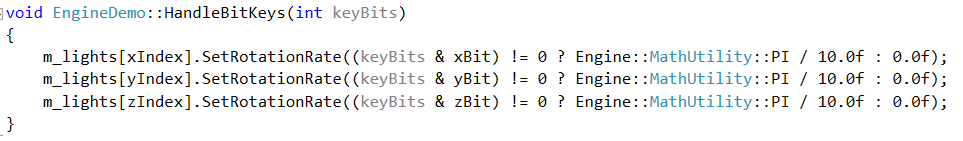 void EngineDemo::HandleBitKeys(int keyBits)
{
    m_lights[xIndex].SetRotationRate((keyBits & xBit) != 0 ? Engine::MathUtility::PI / 10.0f : 0.0f);
    m_lights[yIndex].SetRotationRate((keyBits & yBit) != 0 ? Engine::MathUtility::PI / 10.0f : 0.0f);
    m_lights[zIndex].SetRotationRate((keyBits & zBit) != 0 ? Engine::MathUtility::PI / 10.0f : 0.0f);
}